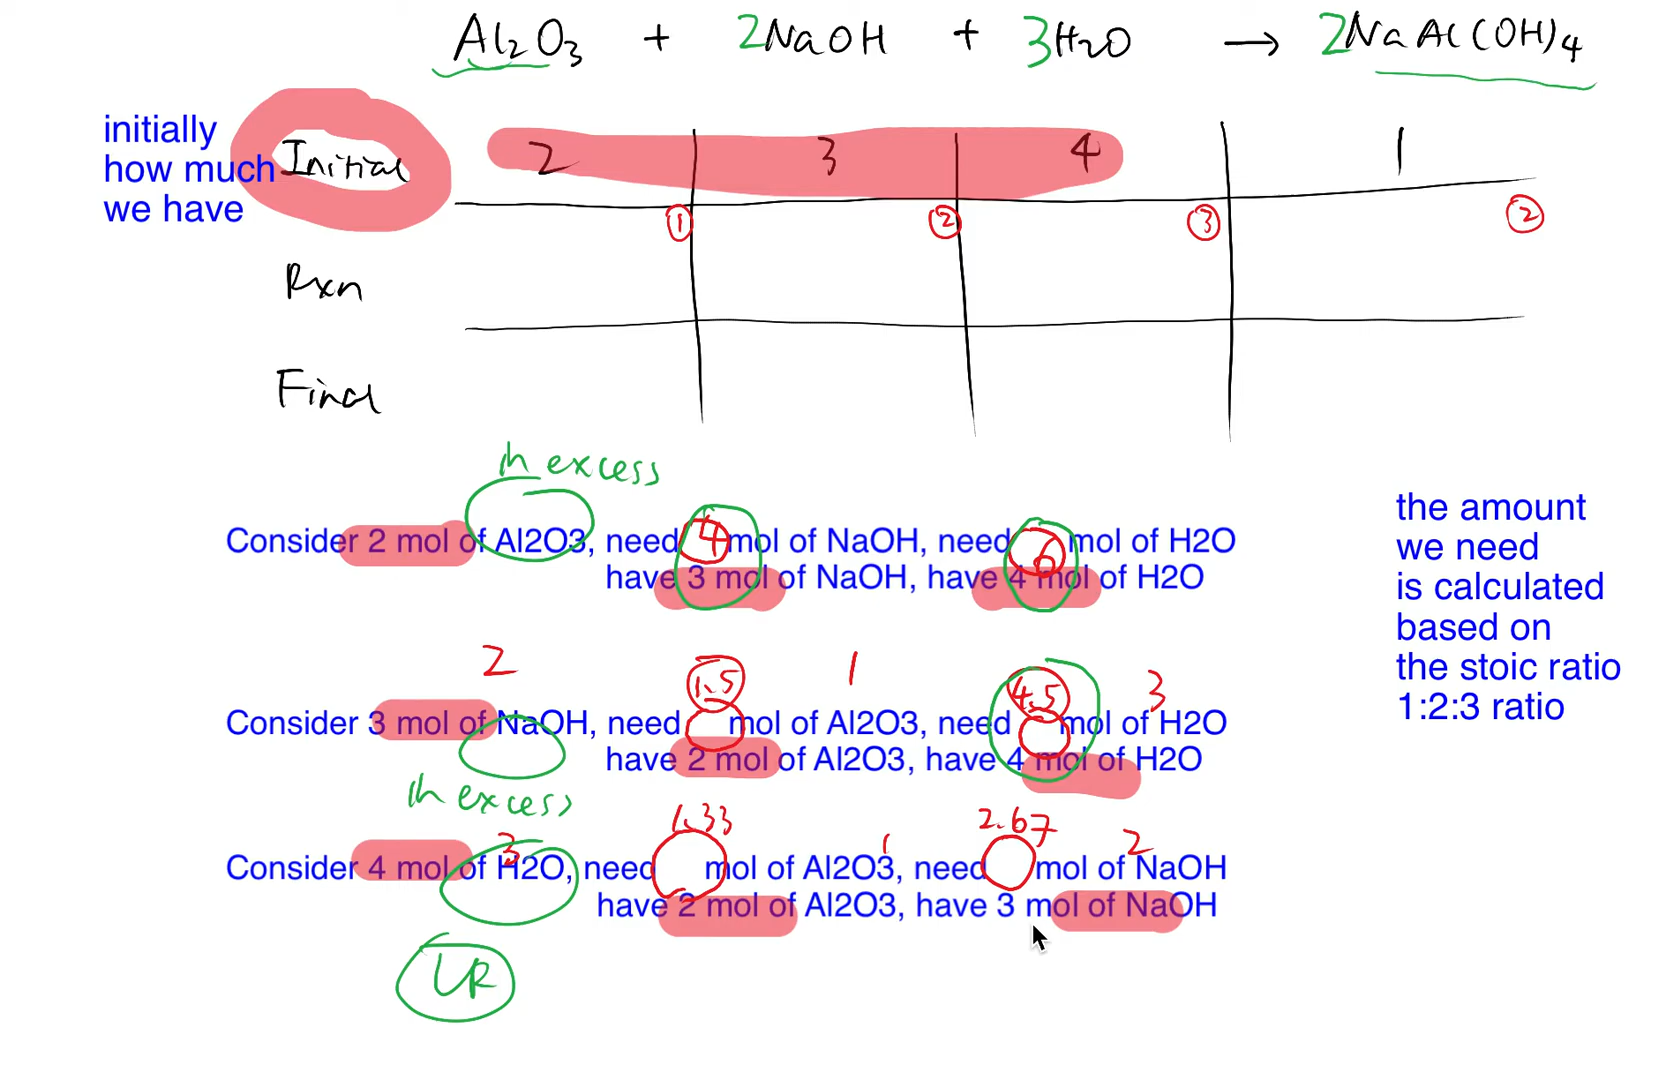 Al2O3 + 2NaOH + 3H2O → 2NaAl(OH)4
initially
how much
we have
Initial 2 3 4 1
① ② ③ ②
Rxn
Final
in excess
Consider 2 mol of Al2O3, need 4 mol of NaOH, need 6 mol of H2O
have 3 mol of NaOH, have 4 mol of H2O
the amount
we need
is calculated
based on
the stoic ratio
1:2:3 ratio
2 1.5 1 4.5 3
Consider 3 mol of NaOH, need mol of Al2O3, need mol of H2O
have 2 mol of Al2O3, have 4 mol of H2O
in excess
3 1.33 1 2.67 2
Consider 4 mol of H2O, need mol of Al2O3, need mol of NaOH
have 2 mol of Al2O3, have 3 mol of NaOH
LR